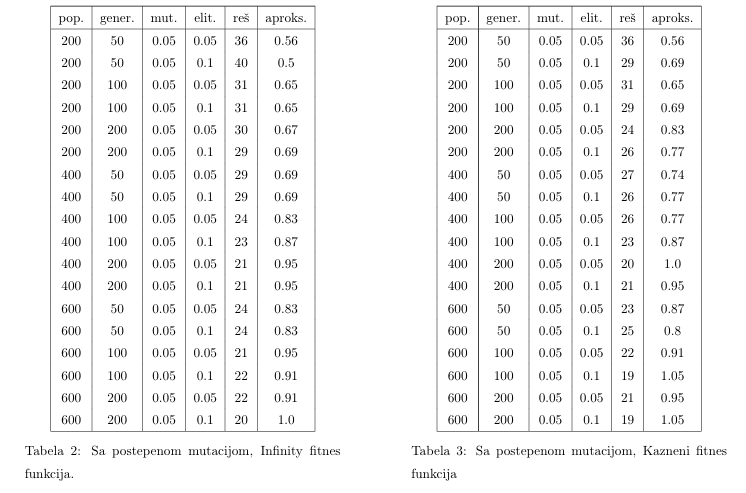 pop. gener. mut. elit. reš aproks.
200 50 0.05 0.05 36 0.56
200 50 0.05 0.1 40 0.5
200 100 0.05 0.05 31 0.65
200 100 0.05 0.1 31 0.65
200 200 0.05 0.05 30 0.67
200 200 0.05 0.1 29 0.69
400 50 0.05 0.05 29 0.69
400 50 0.05 0.1 29 0.69
400 100 0.05 0.05 24 0.83
400 100 0.05 0.1 23 0.87
400 200 0.05 0.05 21 0.95
400 200 0.05 0.1 21 0.95
600 50 0.05 0.05 24 0.83
600 50 0.05 0.1 24 0.83
600 100 0.05 0.05 21 0.95
600 100 0.05 0.1 22 0.91
600 200 0.05 0.05 22 0.91
600 200 0.05 0.1 20 1.0
Tabela 2: Sa postepenom mutacijom, Infinity fitnes
funkcija.
pop. gener. mut. elit. reš aproks.
200 50 0.05 0.05 36 0.56
200 50 0.05 0.1 29 0.69
200 100 0.05 0.05 31 0.65
200 100 0.05 0.1 29 0.69
200 200 0.05 0.05 24 0.83
200 200 0.05 0.1 26 0.77
400 50 0.05 0.05 27 0.74
400 50 0.05 0.1 26 0.77
400 100 0.05 0.05 26 0.77
400 100 0.05 0.1 23 0.87
400 200 0.05 0.05 20 1.0
400 200 0.05 0.1 21 0.95
600 50 0.05 0.05 23 0.87
600 50 0.05 0.1 25 0.8
600 100 0.05 0.05 22 0.91
600 100 0.05 0.1 19 1.05
600 200 0.05 0.05 21 0.95
600 200 0.05 0.1 19 1.05
Tabela 3: Sa postepenom mutacijom, Kazneni fitnes
funkcija